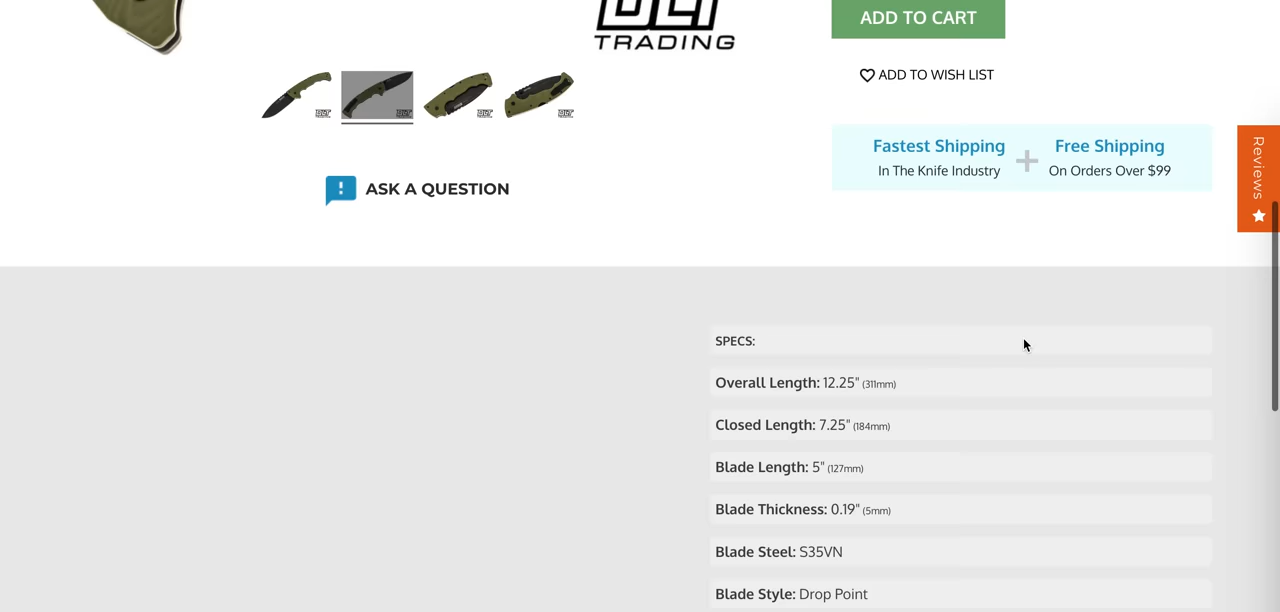 DLT
TRADING
ADD TO CART
ADD TO WISH LIST
Fastest Shipping
In The Knife Industry
+
Free Shipping
On Orders Over $99
Reviews
ASK A QUESTION
SPECS:
Overall Length: 12.25" (311mm)
Closed Length: 7.25" (184mm)
Blade Length: 5" (127mm)
Blade Thickness: 0.19" (5mm)
Blade Steel: S35VN
Blade Style: Drop Point